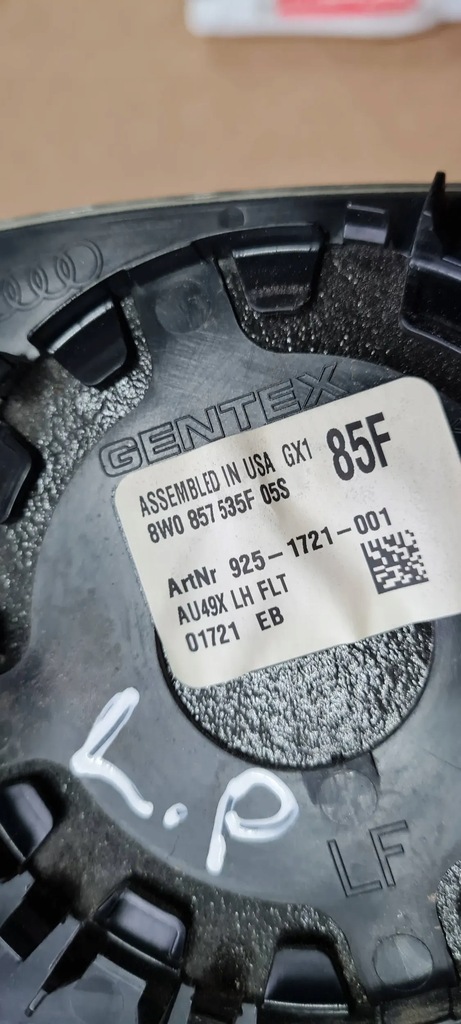 GENTEX
ASSEMBLED IN USA GX1 85F
8W0 857 535F 05S
ArtNr 925-1721-001
AU49X LH FLT
01721 EB
L.P
LF